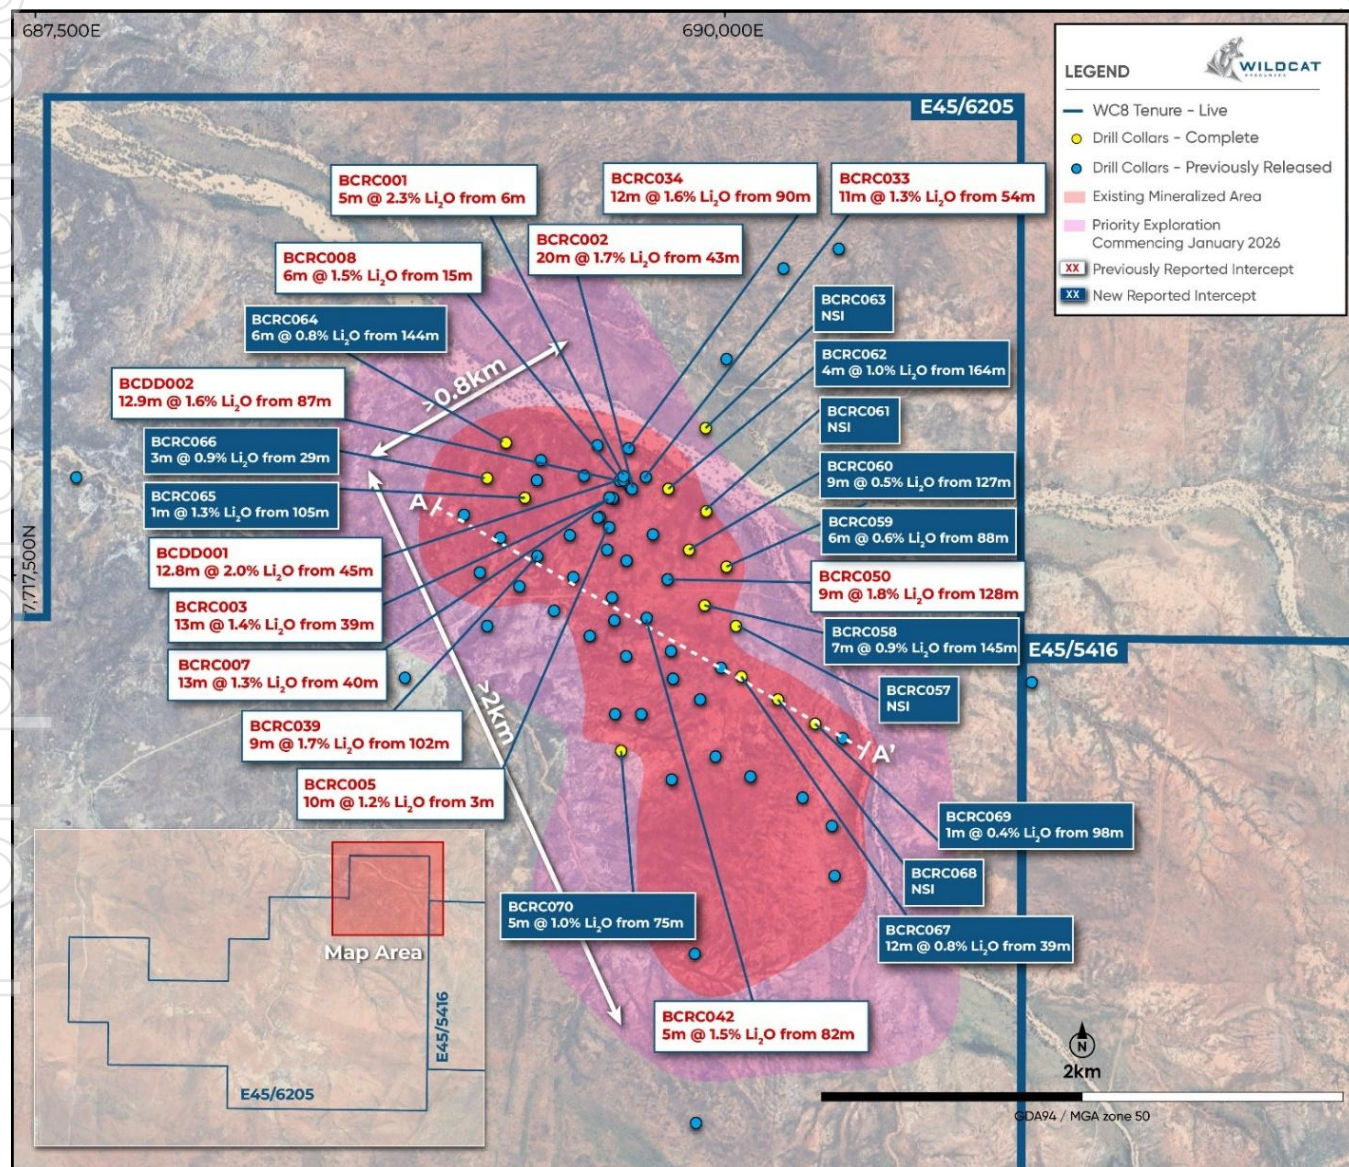 687,500E
690,000E
LEGEND
WILDCAT
RESOURCES
WC8 Tenure - Live
Drill Collars - Complete
Drill Collars - Previously Released
Existing Mineralized Area
Priority Exploration
Commencing January 2026
XX Previously Reported Intercept
XX New Reported Intercept
E45/6205
BCRC001
5m @ 2.3% Li₂O from 6m
BCRC034
12m @ 1.6% Li₂O from 90m
BCRC033
11m @ 1.3% Li₂O from 54m
BCRC002
20m @ 1.7% Li₂O from 43m
BCRC008
6m @ 1.5% Li₂O from 15m
BCRC063
NSI
BCRC064
6m @ 0.8% Li₂O from 144m
BCRC062
4m @ 1.0% Li₂O from 164m
>0.8km
BCDD002
12.9m @ 1.6% Li₂O from 87m
BCRC061
NSI
BCRC066
3m @ 0.9% Li₂O from 29m
BCRC060
9m @ 0.5% Li₂O from 127m
BCRC065
1m @ 1.3% Li₂O from 105m
A
BCRC059
6m @ 0.6% Li₂O from 88m
7,717,500N
BCDD001
12.8m @ 2.0% Li₂O from 45m
BCRC050
9m @ 1.8% Li₂O from 128m
BCRC003
13m @ 1.4% Li₂O from 39m
BCRC058
7m @ 0.9% Li₂O from 145m
E45/5416
BCRC007
13m @ 1.3% Li₂O from 40m
BCRC057
NSI
>2km
BCRC039
9m @ 1.7% Li₂O from 102m
A'
BCRC005
10m @ 1.2% Li₂O from 3m
BCRC069
1m @ 0.4% Li₂O from 98m
BCRC068
NSI
BCRC070
5m @ 1.0% Li₂O from 75m
BCRC067
12m @ 0.8% Li₂O from 39m
Map Area
E45/5416
E45/6205
BCRC042
5m @ 1.5% Li₂O from 82m
N
2km
GDA94 / MGA zone 50